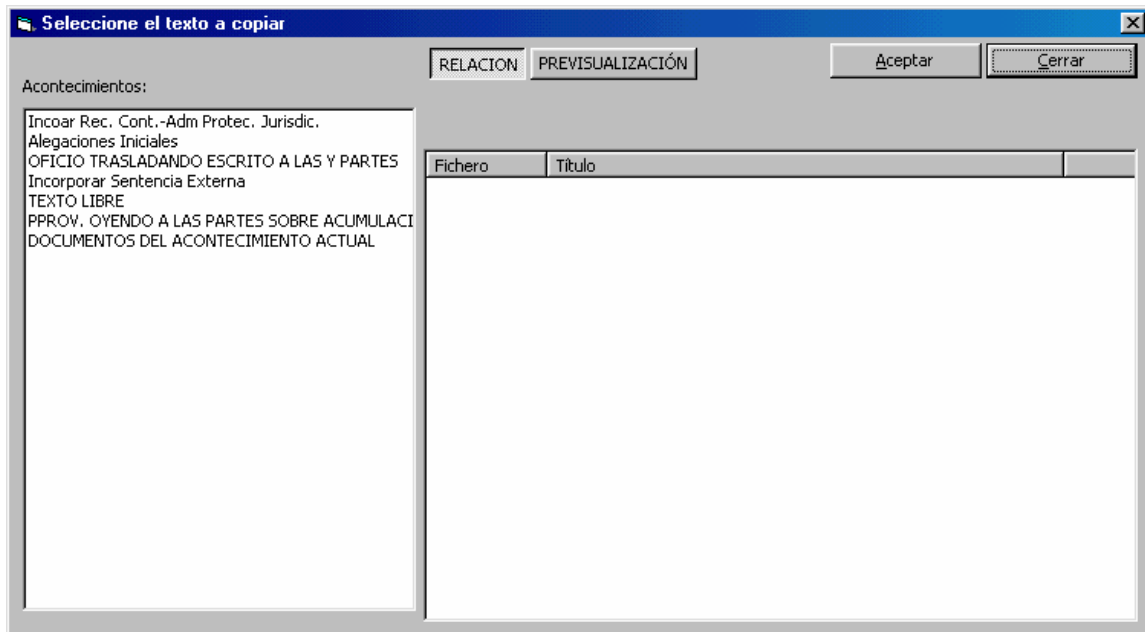 Seleccione el texto a copiar
RELACION PREVISUALIZACIÓN Aceptar Cerrar
Acontecimientos:
Incoar Rec. Cont.-Adm Protec. Jurisdic.
Alegaciones Iniciales
OFICIO TRASLADANDO ESCRITO A LAS Y PARTES
Incorporar Sentencia Externa
TEXTO LIBRE
PPROV. OYENDO A LAS PARTES SOBRE ACUMULACI
DOCUMENTOS DEL ACONTECIMIENTO ACTUAL
Fichero Título